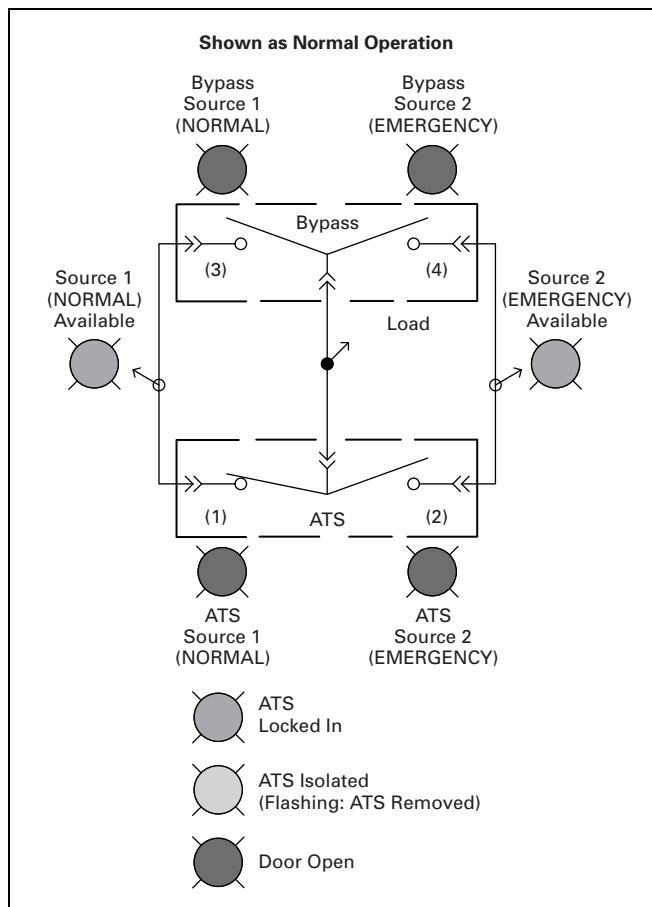 Shown as Normal Operation
Bypass
Source 1
(NORMAL)
Bypass
Source 2
(EMERGENCY)
Bypass
(3)
(4)
Source 1
(NORMAL)
Available
Load
Source 2
(EMERGENCY)
Available
(1)
ATS
(2)
ATS
Source 1
(NORMAL)
ATS
Source 2
(EMERGENCY)
ATS
Locked In
ATS Isolated
(Flashing: ATS Removed)
Door Open